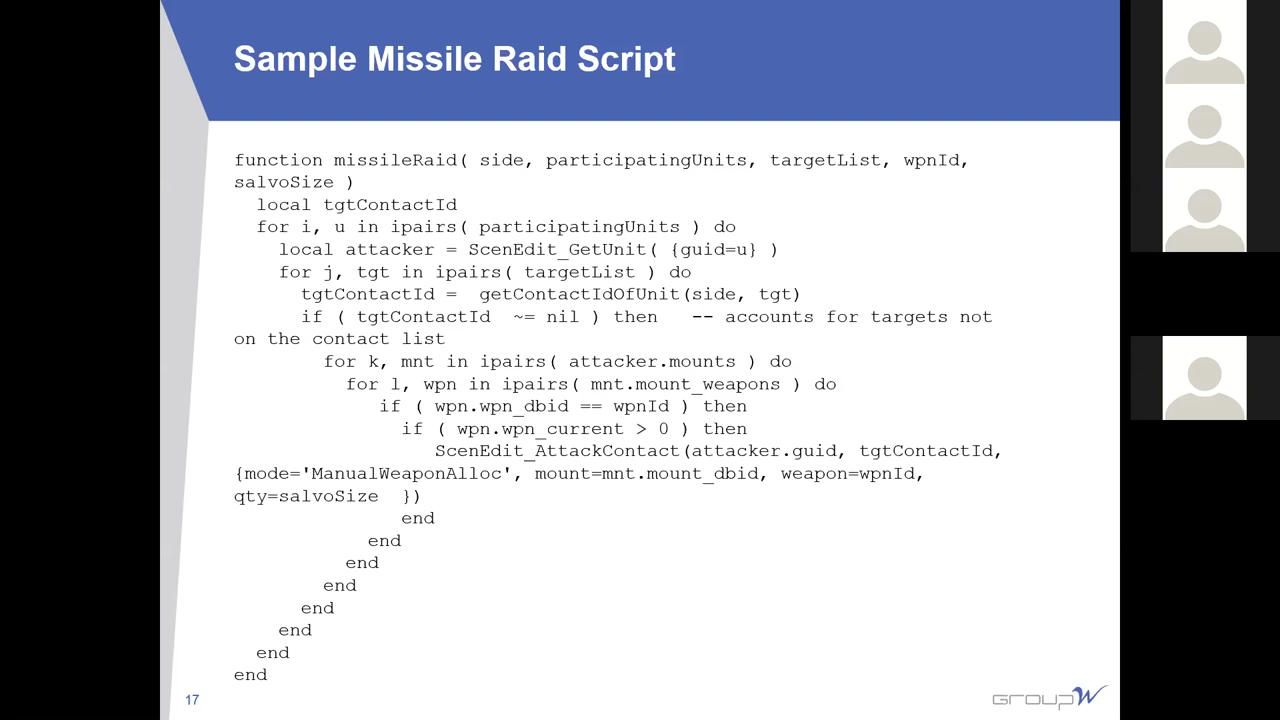 Sample Missile Raid Script
function missileRaid( side, participatingUnits, targetList, wpnId,
salvoSize )
local tgtContactId
for i, u in ipairs( participatingUnits ) do
local attacker = ScenEdit_GetUnit( {guid=u} )
for j, tgt in ipairs( targetList ) do
tgtContactId =  getContactIdOfUnit(side, tgt)
if ( tgtContactId  ~= nil ) then   -- accounts for targets not
on the contact list
for k, mnt in ipairs( attacker.mounts ) do
for l, wpn in ipairs( mnt.mount_weapons ) do
if ( wpn.wpn_dbid == wpnId ) then
if ( wpn.wpn_current > 0 ) then
ScenEdit_AttackContact(attacker.guid, tgtContactId,
{mode='ManualWeaponAlloc', mount=mnt.mount_dbid, weapon=wpnId,
qty=salvoSize  })
end
end
end
end
end
end
end
end
17
GROUPW